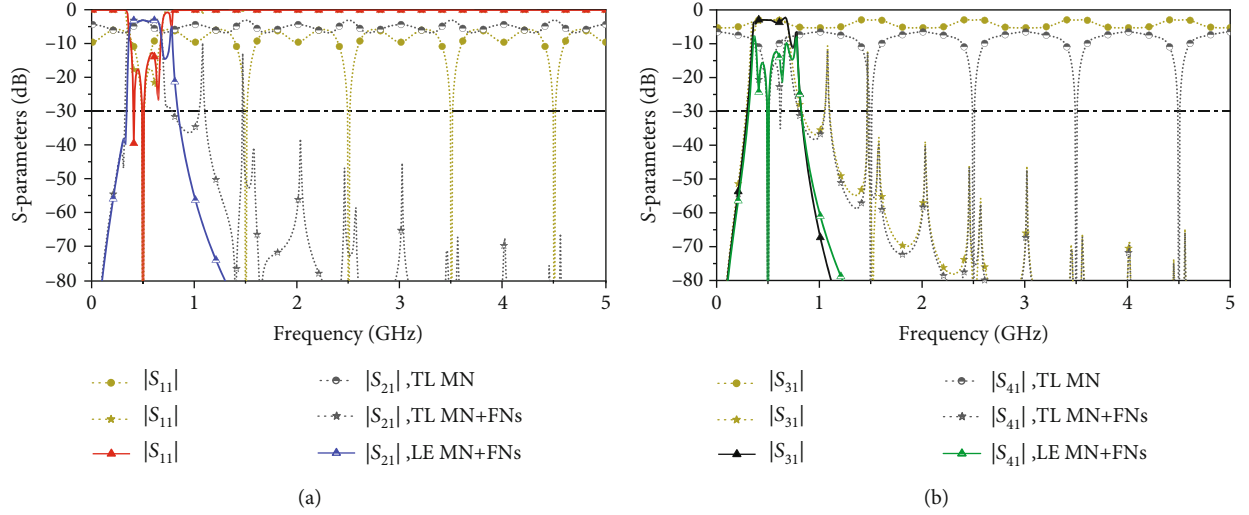 0
−10
−20
−30
−40
−50
−60
−70
−80
S-parameters (dB)
0 1 2 3 4 5
Frequency (GHz)
|S11|
|S11|
|S11|
|S21| ,TL MN
|S21| ,TL MN+FNs
|S21| ,LE MN+FNs
(a)
0
−10
−20
−30
−40
−50
−60
−70
−80
S-parameters (dB)
0 1 2 3 4 5
Frequency (GHz)
|S31|
|S31|
|S31|
|S41| ,TL MN
|S41| ,TL MN+FNs
|S41| ,LE MN+FNs
(b)